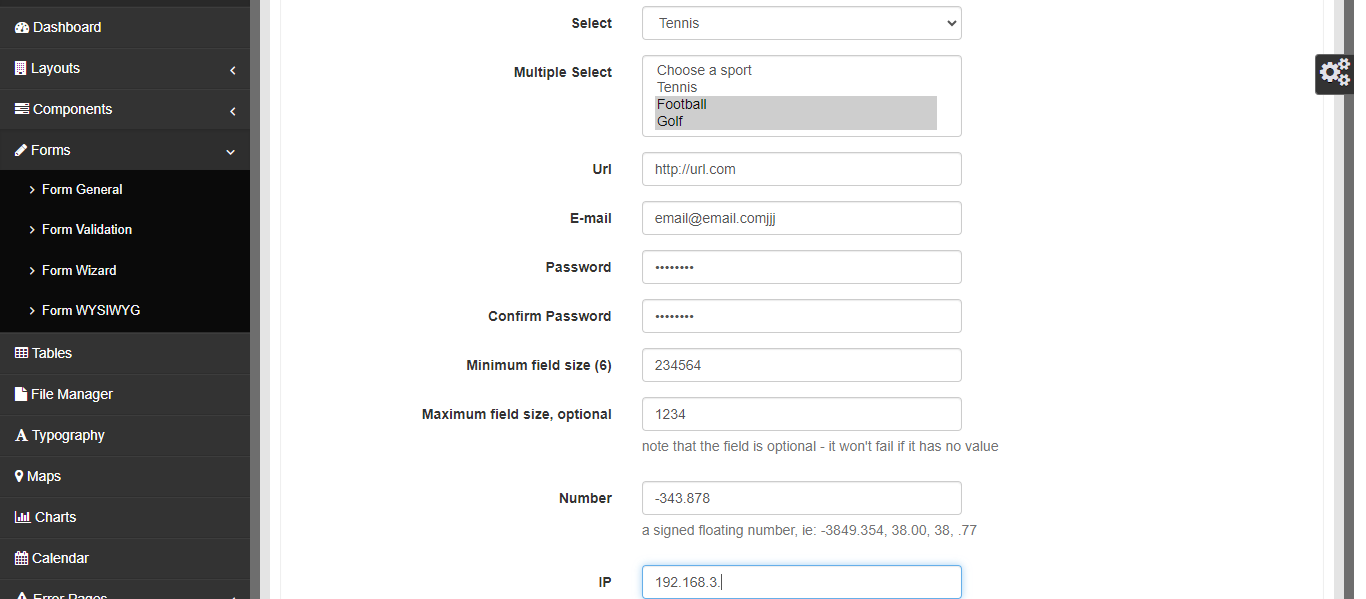 Dashboard
Layouts
Components
Forms
Form General
Form Validation
Form Wizard
Form WYSIWYG
Tables
File Manager
Typography
Maps
Charts
Calendar
Error Pages
Select
Tennis
Multiple Select
Choose a sport
Tennis
Football
Golf
Url
http://url.com
E-mail
email@email.comjjj
Password
••••••••
Confirm Password
••••••••
Minimum field size (6)
234564
Maximum field size, optional
1234
note that the field is optional - it won't fail if it has no value
Number
-343.878
a signed floating number, ie: -3849.354, 38.00, 38, .77
IP
192.168.3.